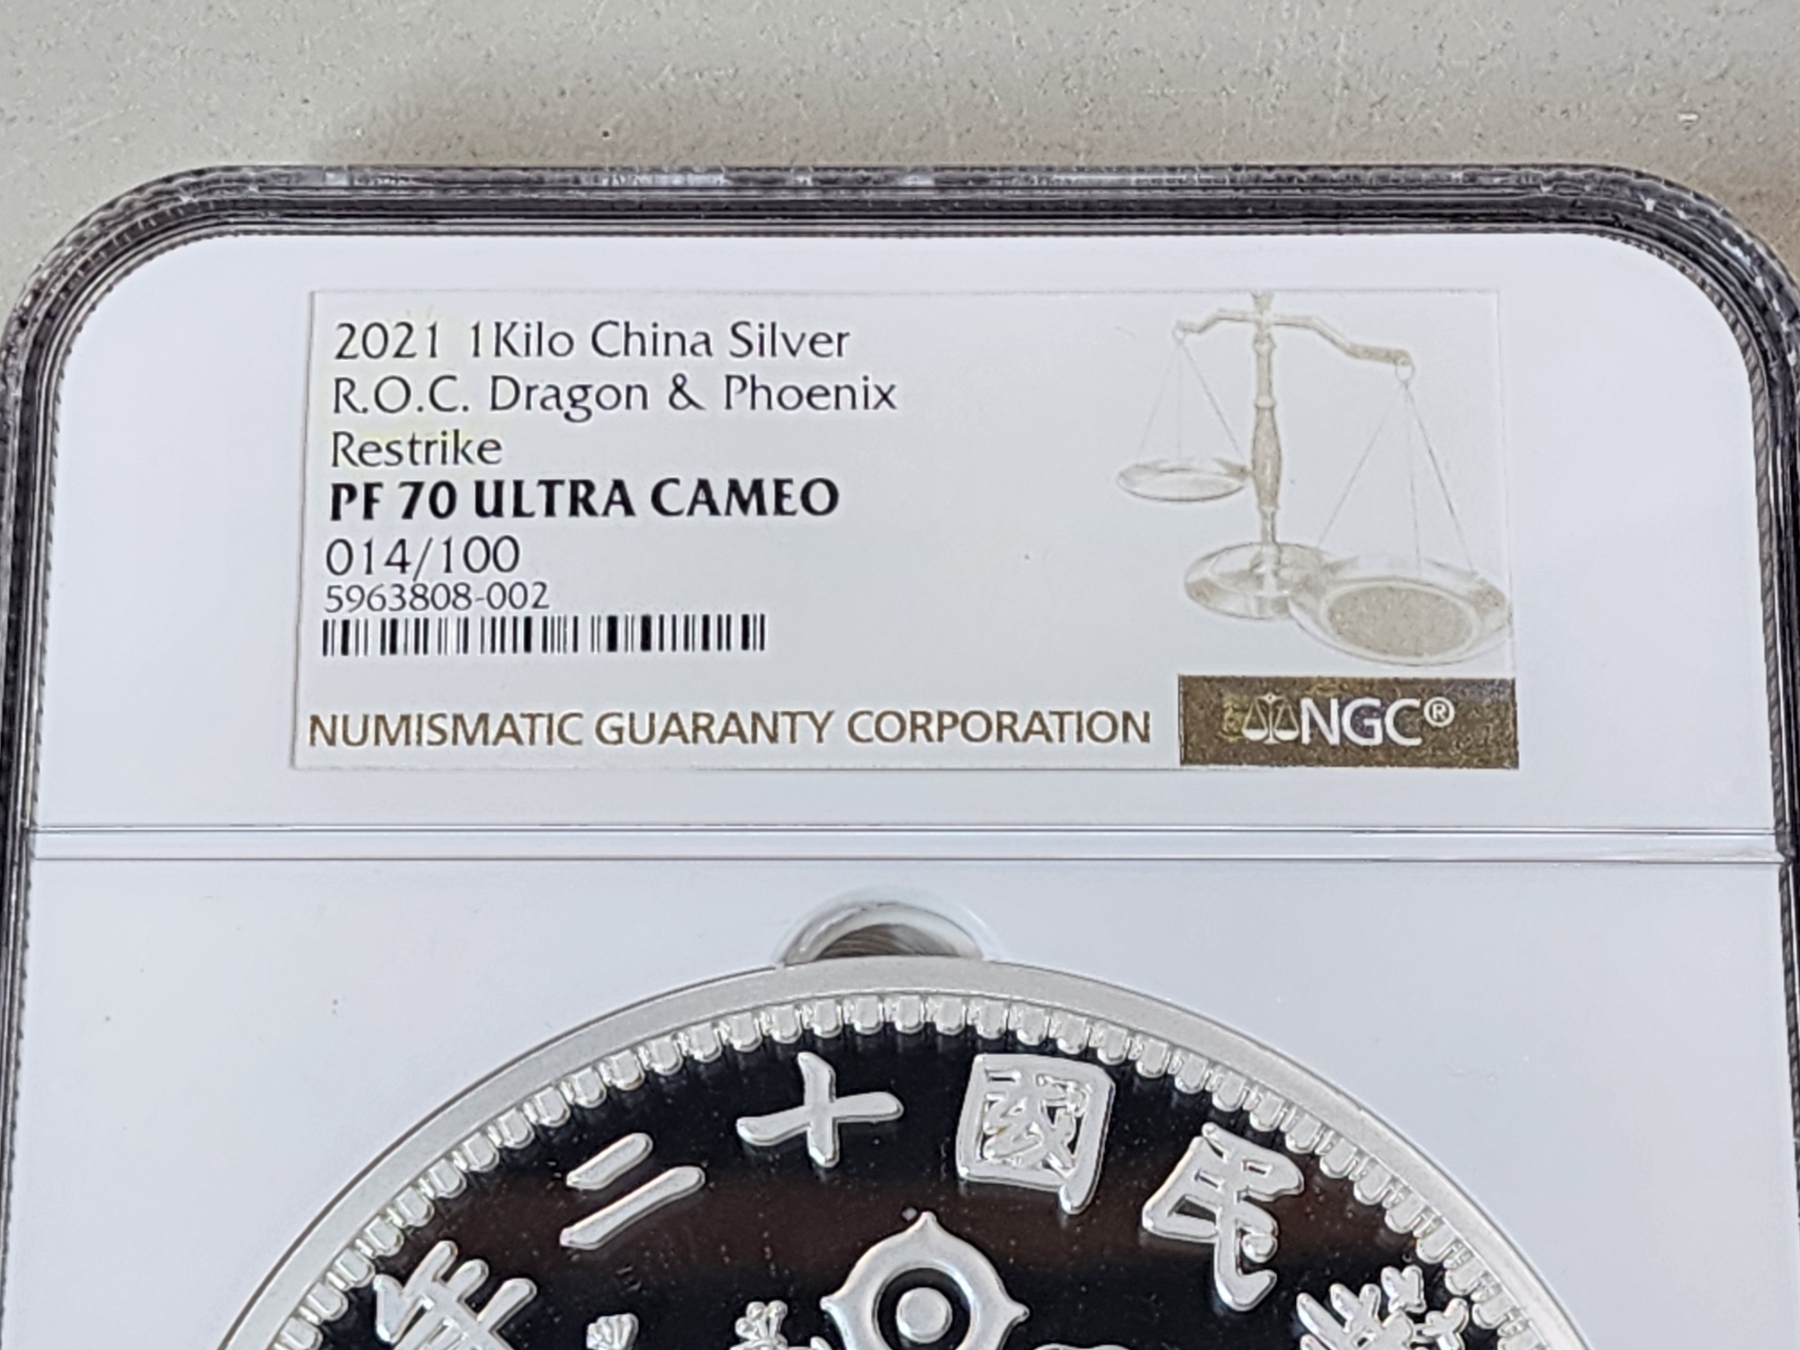 2021 1Kilo China Silver
R.O.C. Dragon & Phoenix
Restrike
PF 70 ULTRA CAMEO
014/100
5963808-002
NUMISMATIC GUARANTY CORPORATION
NGC®
華民國十二年